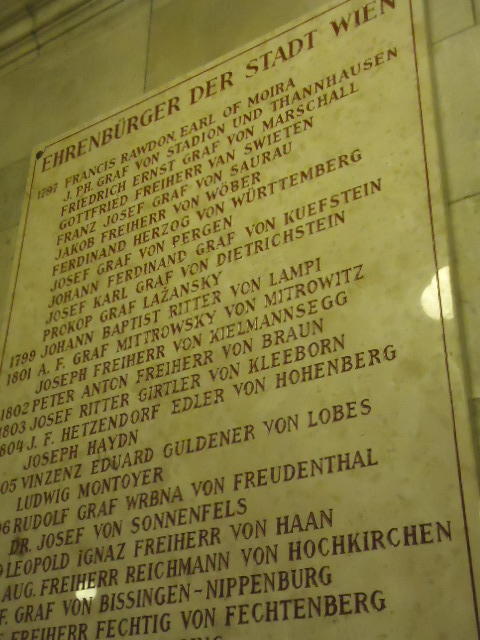 EHRENBÜRGER DER STADT WIEN
1797 FRANCIS RAWDON, EARL OF MOIRA
J. PH. GRAF VON STADION UND THANNHAUSEN
FRIEDRICH ERNST GRAF VON MARSCHALL
GOTTFRIED FREIHERR VAN SWIETEN
FRANZ JOSEF GRAF VON SAURAU
JAKOB FREIHERR VON WÖBER
FERDINAND HERZOG VON WÜRTTEMBERG
JOSEF GRAF VON PERGEN
JOHANN FERDINAND GRAF VON KUEFSTEIN
JOSEF KARL GRAF VON DIETRICHSTEIN
PROKOP GRAF LAŽANSKY
1799 JOHANN BAPTIST RITTER VON LAMPI
1801 A. F. GRAF MITTROWSKY VON MITROWITZ
JOSEPH FREIHERR VON KIELMANNSEGG
1802 PETER ANTON FREIHERR VON BRAUN
1803 JOSEF RITTER GIRTLER VON KLEEBORN
804 J. F. HETZENDORF EDLER VON HOHENBERG
JOSEPH HAYDN
05 VINZENZ EDUARD GULDENER VON LOBES
LUDWIG MONTOYER
06 RUDOLF GRAF WRBNA VON FREUDENTHAL
DR. JOSEF VON SONNENFELS
LEOPOLD IGNAZ FREIHERR VON HAAN
AUG. FREIHERR REICHMANN VON HOCHKIRCHEN
F. GRAF VON BISSINGEN-NIPPENBURG
FREIHERR FECHTIG VON FECHTENBERG